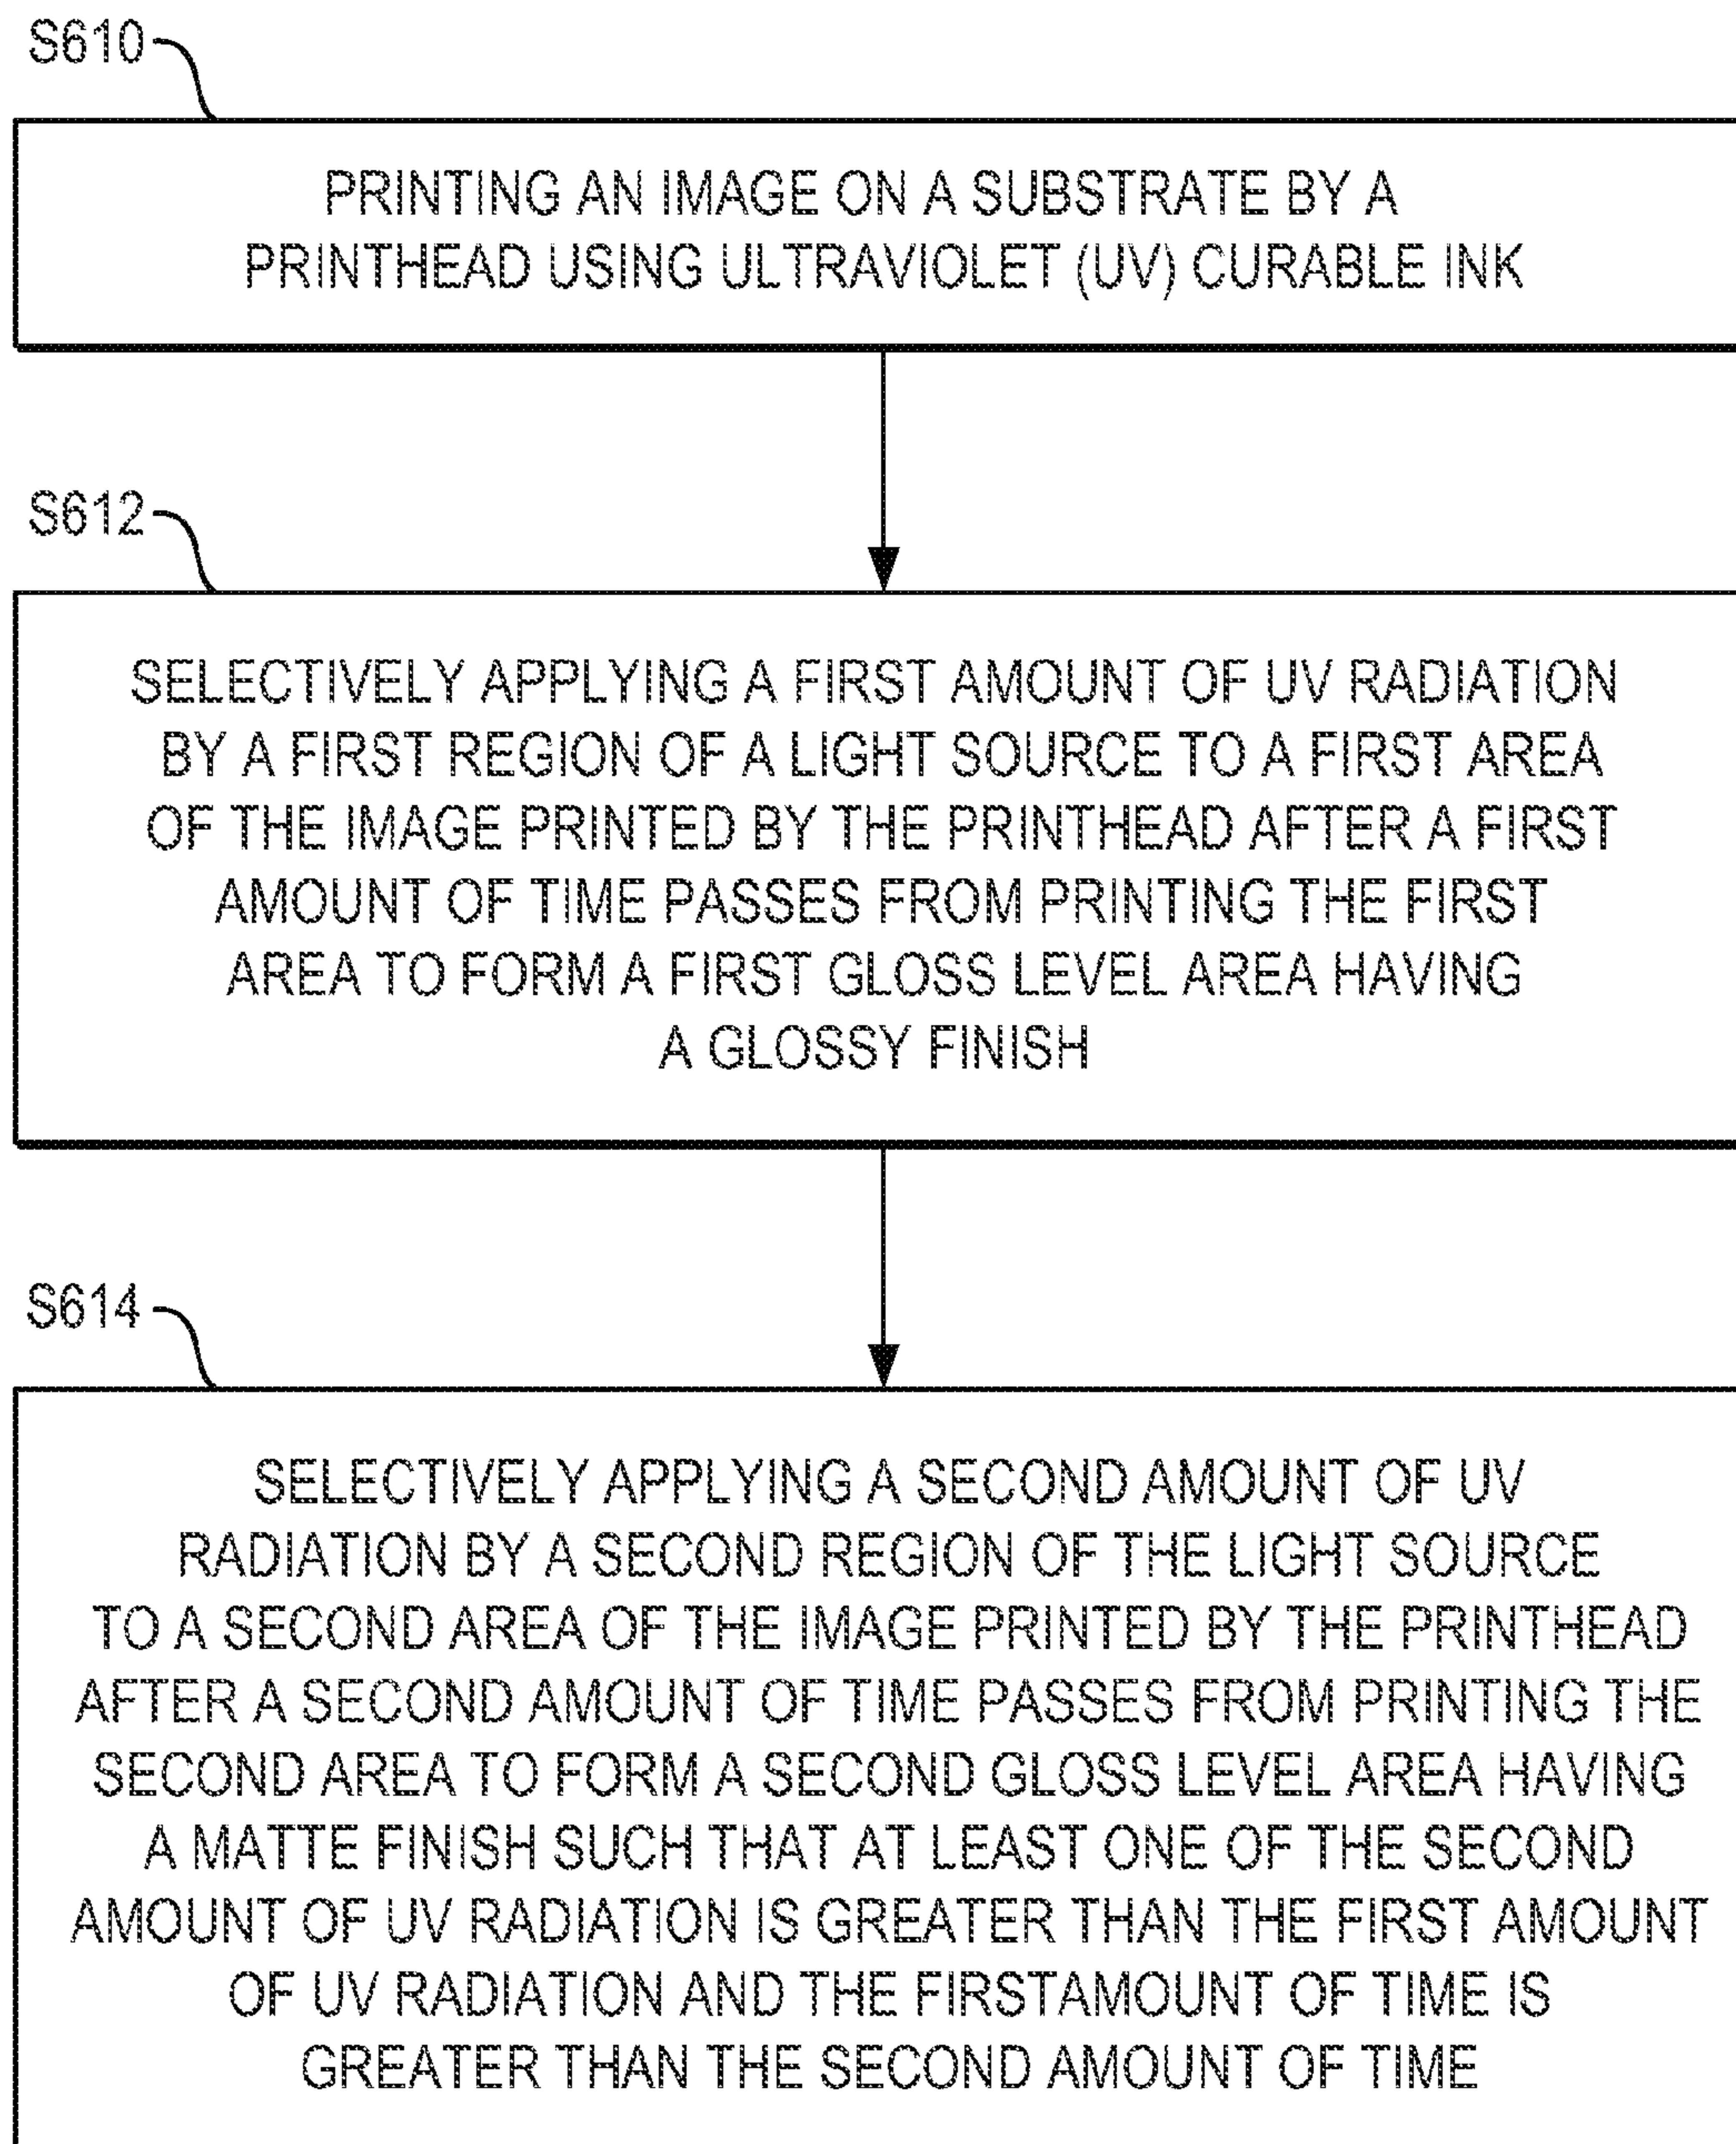 S610
PRINTING AN IMAGE ON A SUBSTRATE BY A
PRINTHEAD USING ULTRAVIOLET (UV) CURABLE INK
S612
SELECTIVELY APPLYING A FIRST AMOUNT OF UV RADIATION
BY A FIRST REGION OF A LIGHT SOURCE TO A FIRST AREA
OF THE IMAGE PRINTED BY THE PRINTHEAD AFTER A FIRST
AMOUNT OF TIME PASSES FROM PRINTING THE FIRST
AREA TO FORM A FIRST GLOSS LEVEL AREA HAVING
A GLOSSY FINISH
S614
SELECTIVELY APPLYING A SECOND AMOUNT OF UV
RADIATION BY A SECOND REGION OF THE LIGHT SOURCE
TO A SECOND AREA OF THE IMAGE PRINTED BY THE PRINTHEAD
AFTER A SECOND AMOUNT OF TIME PASSES FROM PRINTING THE
SECOND AREA TO FORM A SECOND GLOSS LEVEL AREA HAVING
A MATTE FINISH SUCH THAT AT LEAST ONE OF THE SECOND
AMOUNT OF UV RADIATION IS GREATER THAN THE FIRST AMOUNT
OF UV RADIATION AND THE FIRSTAMOUNT OF TIME IS
GREATER THAN THE SECOND AMOUNT OF TIME